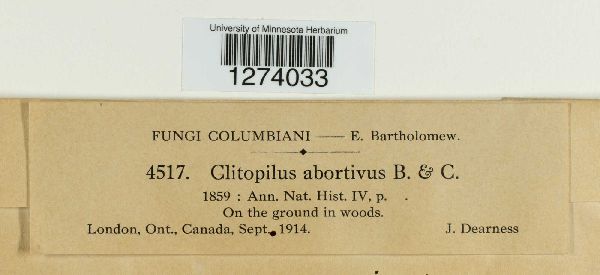 University of Minnesota Herbarium
1274033
FUNGI COLUMBIANI — E. Bartholomew.
4517. Clitopilus abortivus B. & C.
1859 : Ann. Nat. Hist. IV, p. .
On the ground in woods.
London, Ont., Canada, Sept., 1914. J. Dearness